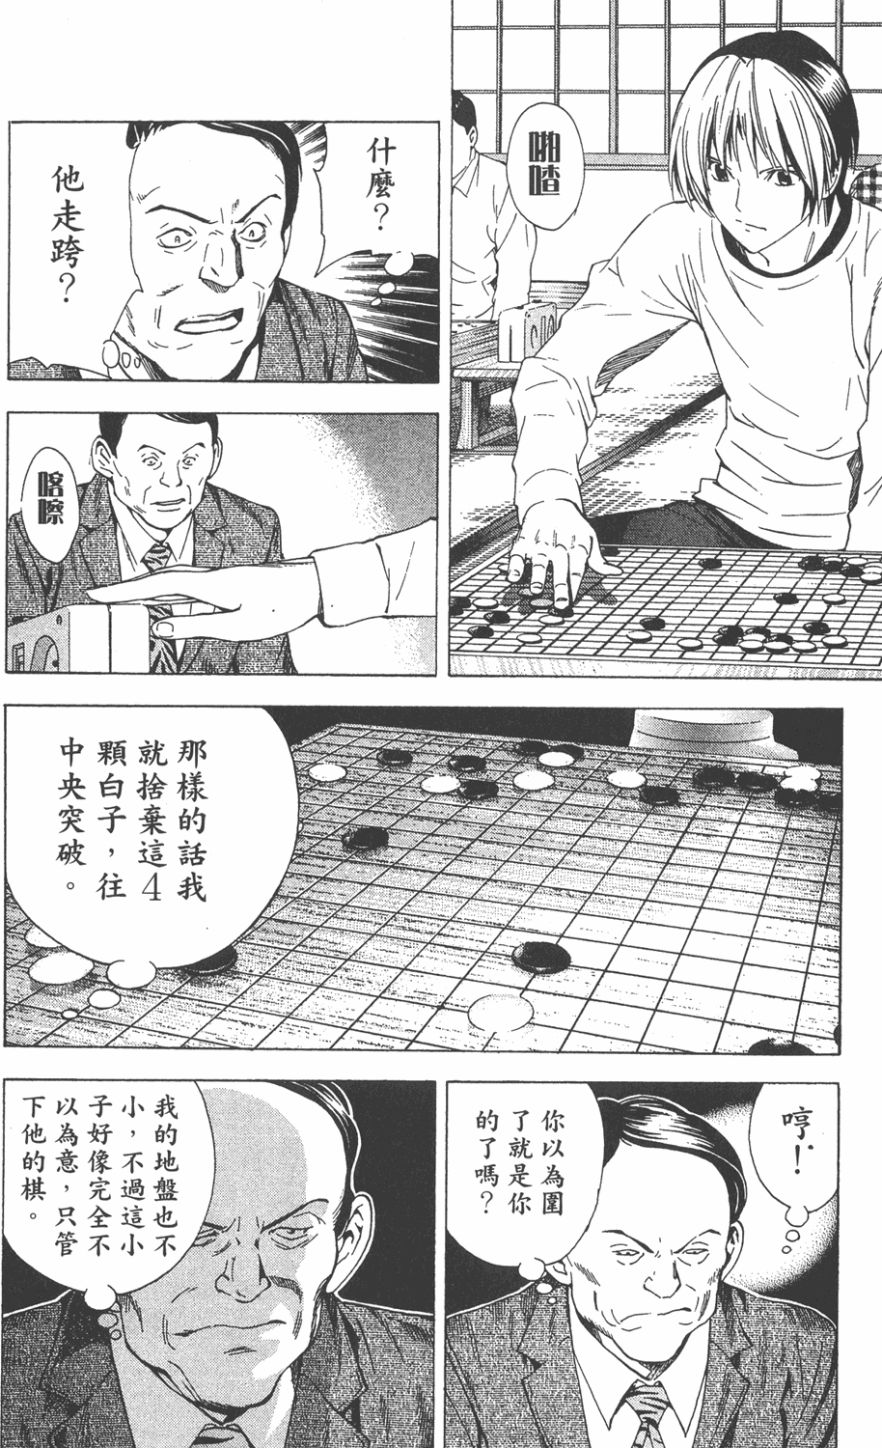 啪喳
什麼？
他走跨？
喀嚓
那樣的話我
就捨棄這4
顆白子，往
中央突破。
哼！
你以為圍
了就是你
的了嗎？
我的地盤也不
小，不過這小
子好像完全不
以為意，只管
下他的棋。